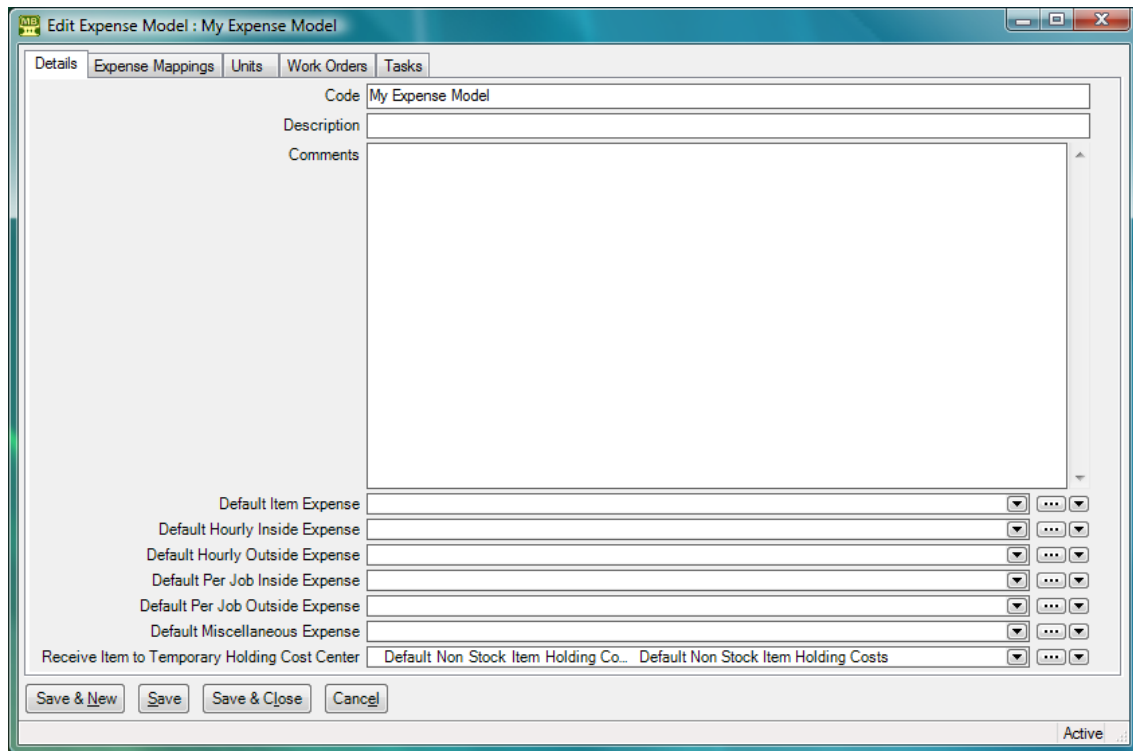 MB
Edit Expense Model : My Expense Model
Details Expense Mappings Units Work Orders Tasks
Code My Expense Model
Description
Comments
Default Item Expense
Default Hourly Inside Expense
Default Hourly Outside Expense
Default Per Job Inside Expense
Default Per Job Outside Expense
Default Miscellaneous Expense
Receive Item to Temporary Holding Cost Center Default Non Stock Item Holding Co... Default Non Stock Item Holding Costs
Save & New Save Save & Close Cancel
Active